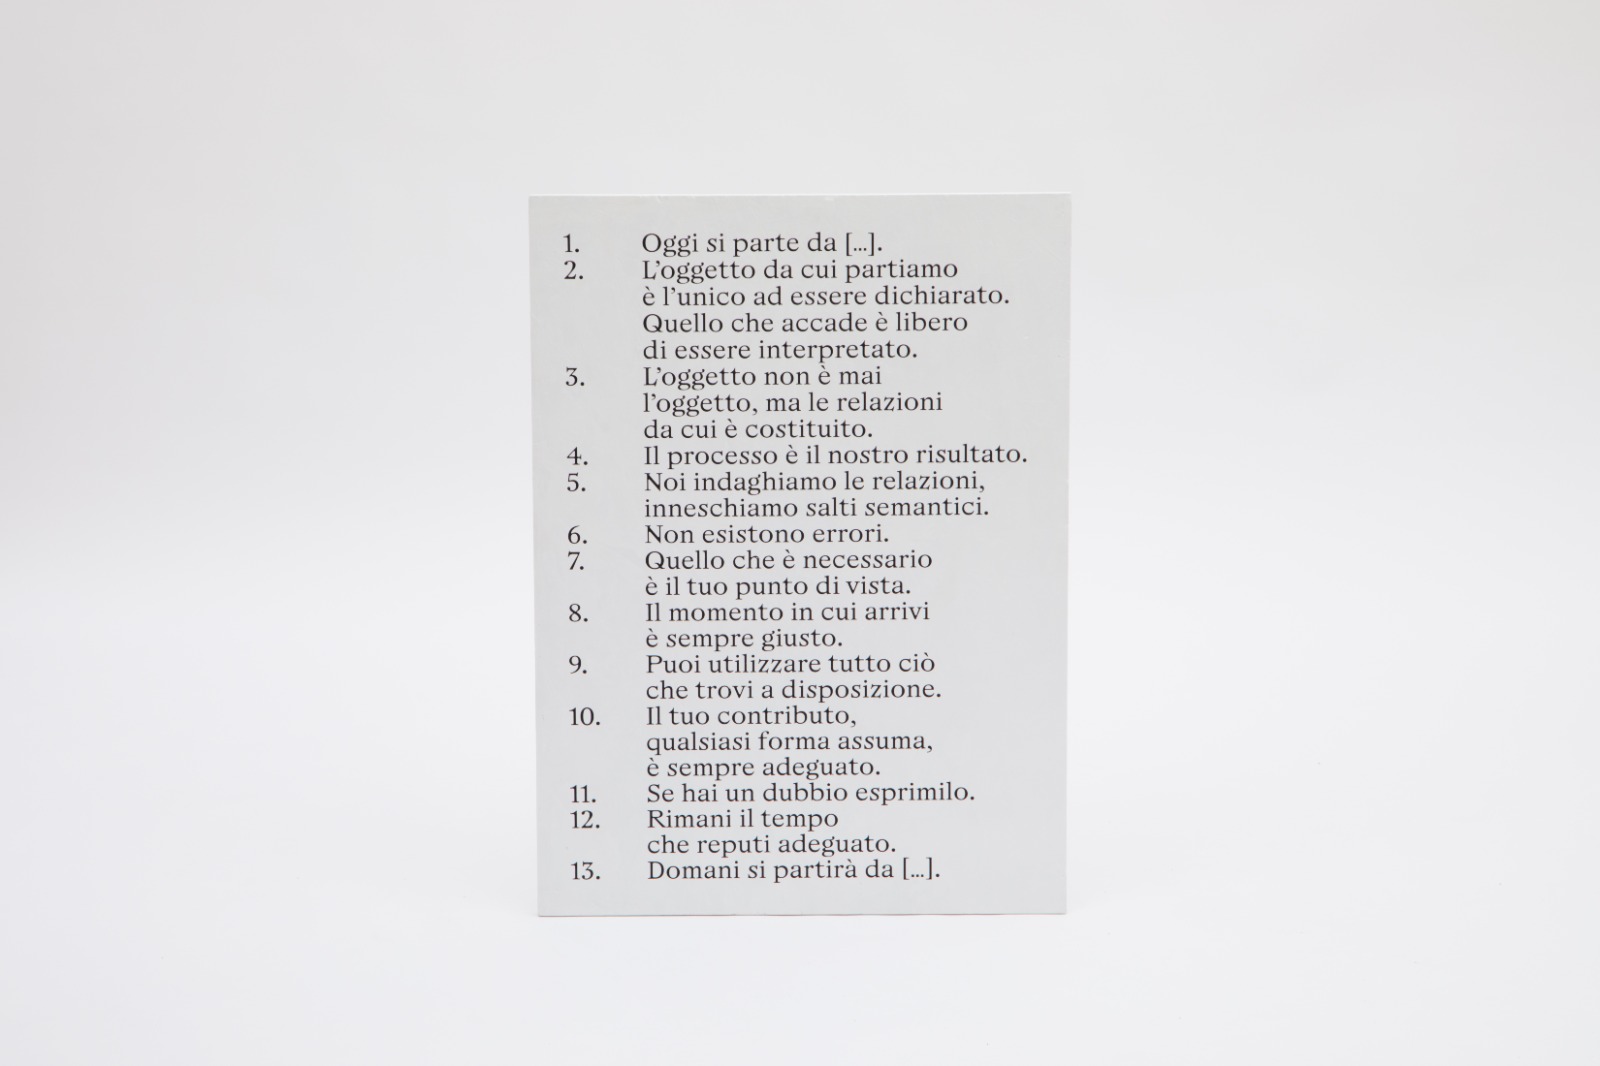 1. Oggi si parte da [...].
2. L’oggetto da cui partiamo
è l’unico ad essere dichiarato.
Quello che accade è libero
di essere interpretato.
3. L’oggetto non è mai
l’oggetto, ma le relazioni
da cui è costituito.
4. Il processo è il nostro risultato.
5. Noi indaghiamo le relazioni,
inneschiamo salti semantici.
6. Non esistono errori.
7. Quello che è necessario
è il tuo punto di vista.
8. Il momento in cui arrivi
è sempre giusto.
9. Puoi utilizzare tutto ciò
che trovi a disposizione.
10. Il tuo contributo,
qualsiasi forma assuma,
è sempre adeguato.
11. Se hai un dubbio esprimilo.
12. Rimani il tempo
che reputi adeguato.
13. Domani si partirà da [...].